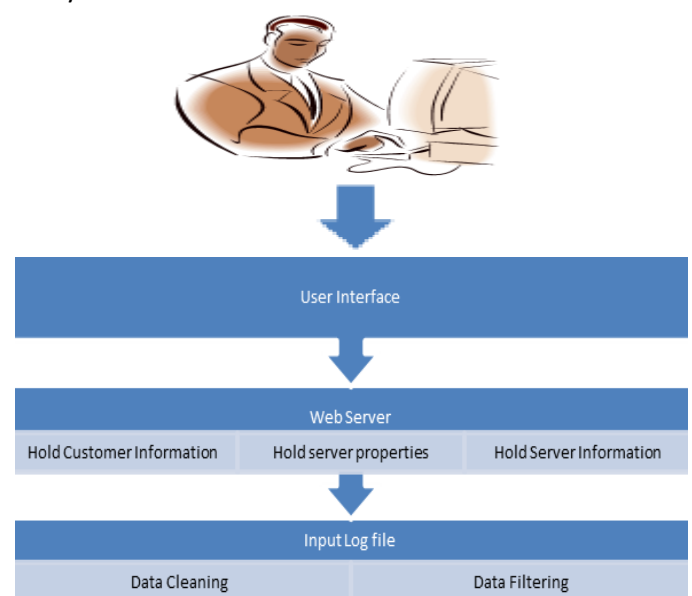 User Interface
Web Server
Hold Customer Information Hold server properties Hold Server Information
Input Log file
Data Cleaning Data Filtering